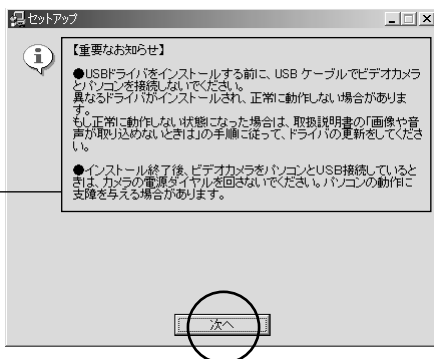 セットアップ
【重要なお知らせ】
●USBドライバをインストールする前に、USB ケーブルでビデオカメラ
とパソコンを接続しないでください。
異なるドライバがインストールされ、正常に動作しない場合がありま
す。
もし正常に動作しない状態になった場合は、取扱説明書の「画像や音
声が取り込めないときは」の手順に従って、ドライバの更新をしてくださ
い。
●インストール終了後、ビデオカメラをパソコンとUSB接続していると
きは、カメラの電源ダイヤルを回さないでください。パソコンの動作に
支障を与える場合があります。
次へ